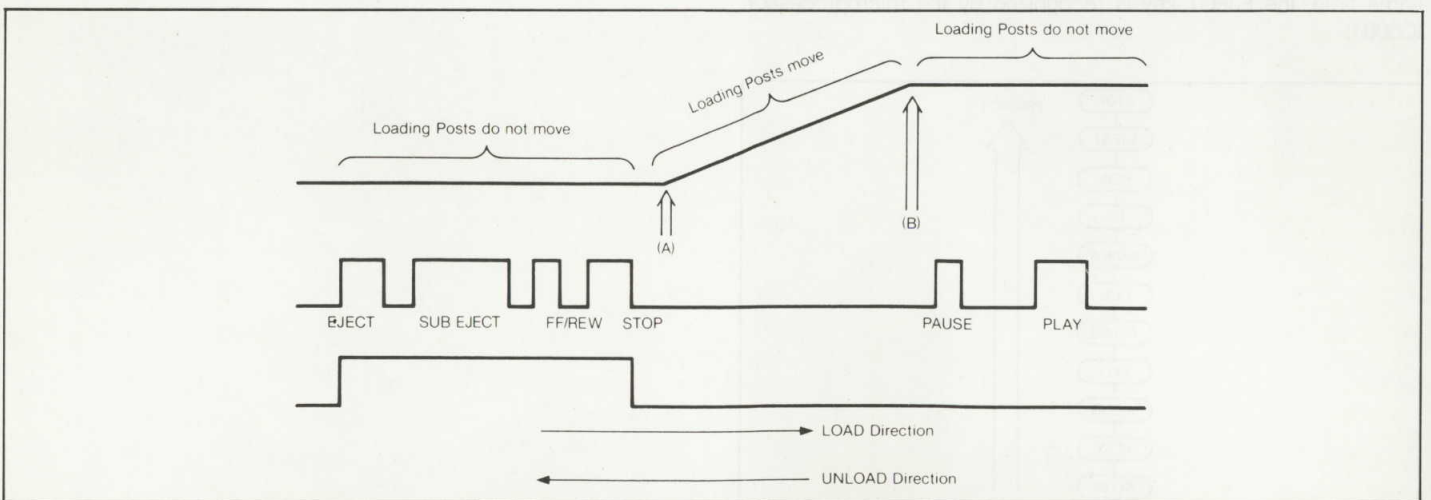 Loading Posts do not move
Loading Posts move
Loading Posts do not move
(A)
(B)
EJECT SUB EJECT FF/REW STOP PAUSE PLAY
LOAD Direction
UNLOAD Direction